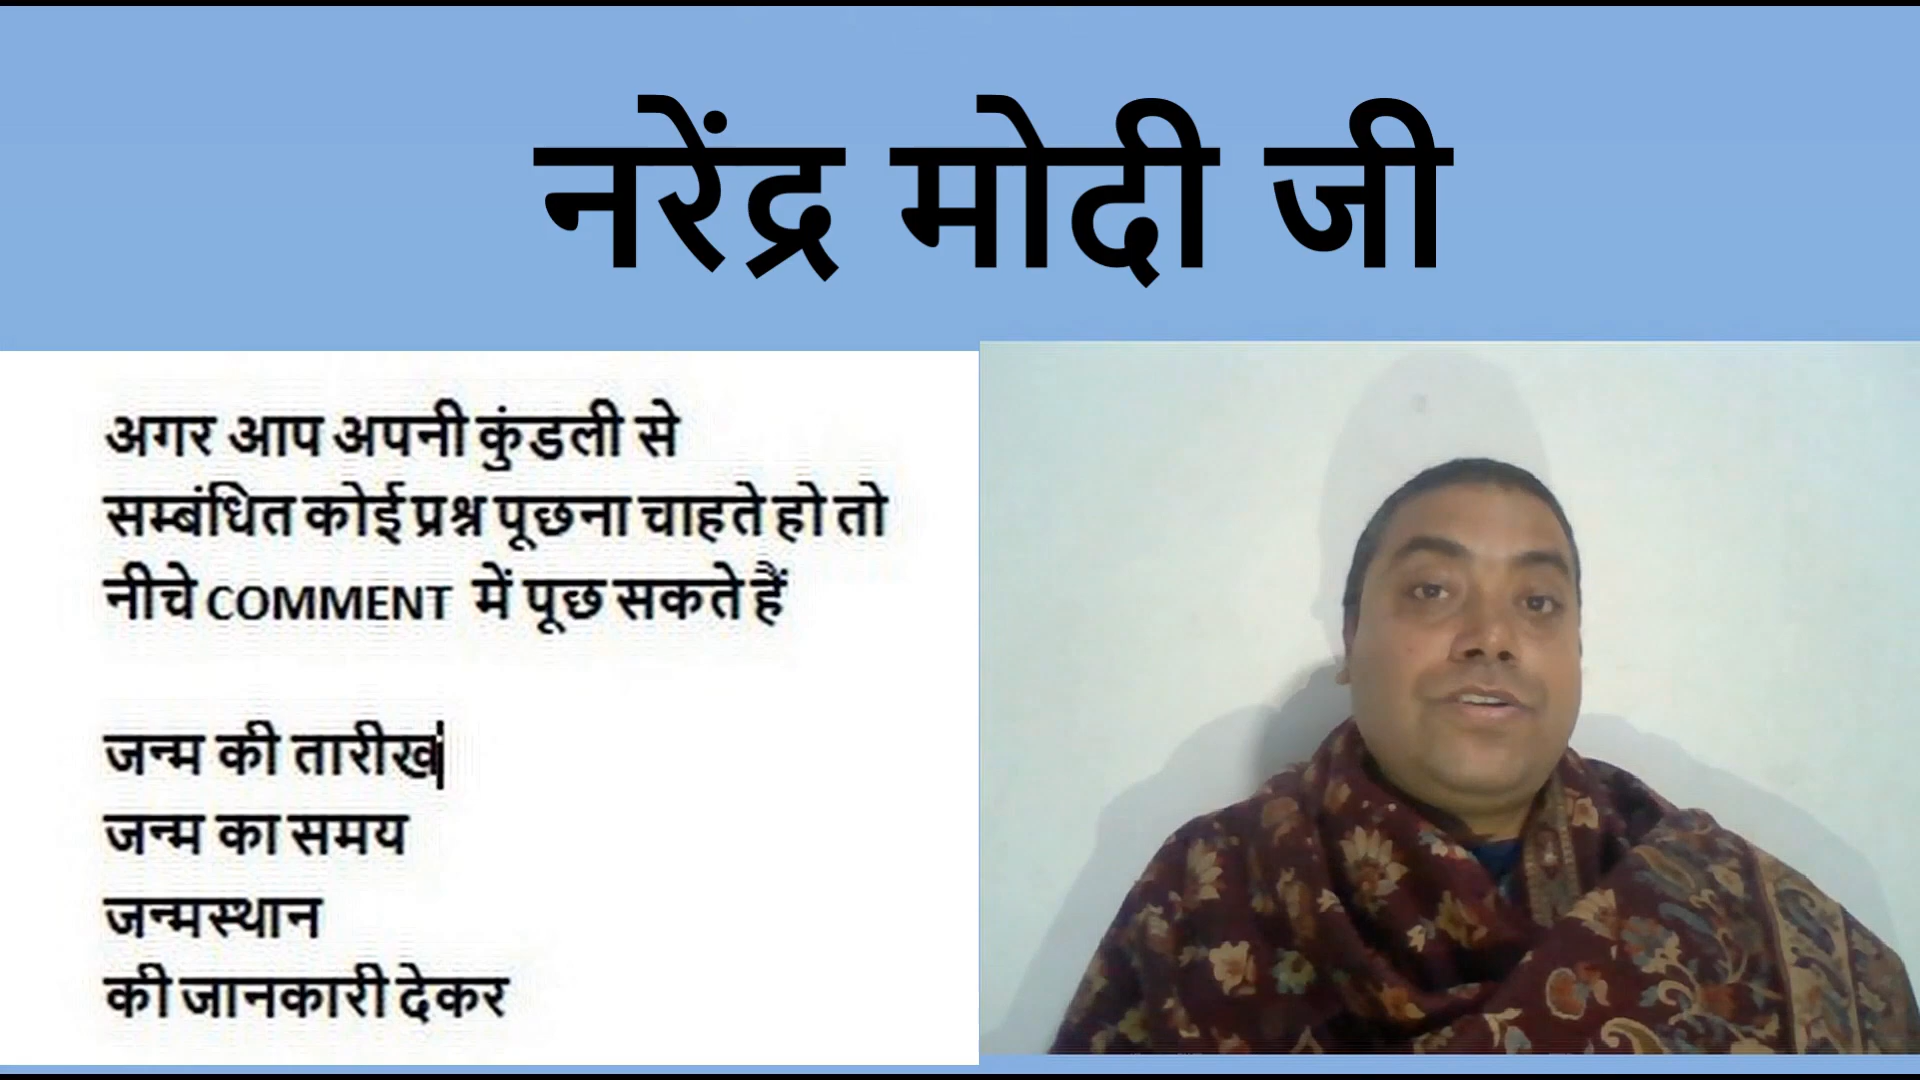 नरेंद्र मोदी जी
अगर आप अपनी कुंडली से
सम्बंधित कोई प्रश्न पूछना चाहते हो तो
नीचे COMMENT में पूछ सकते हैं
जन्म की तारीख
जन्म का समय
जन्मस्थान
की जानकारी देकर